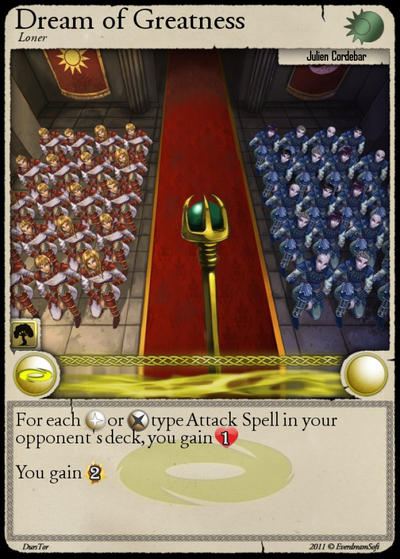 Dream of Greatness
Loner
Julien Cordebar
For each or type Attack Spell in your
opponent's deck, you gain 1
You gain 2
DursTor
2011 © EverdreamSoft